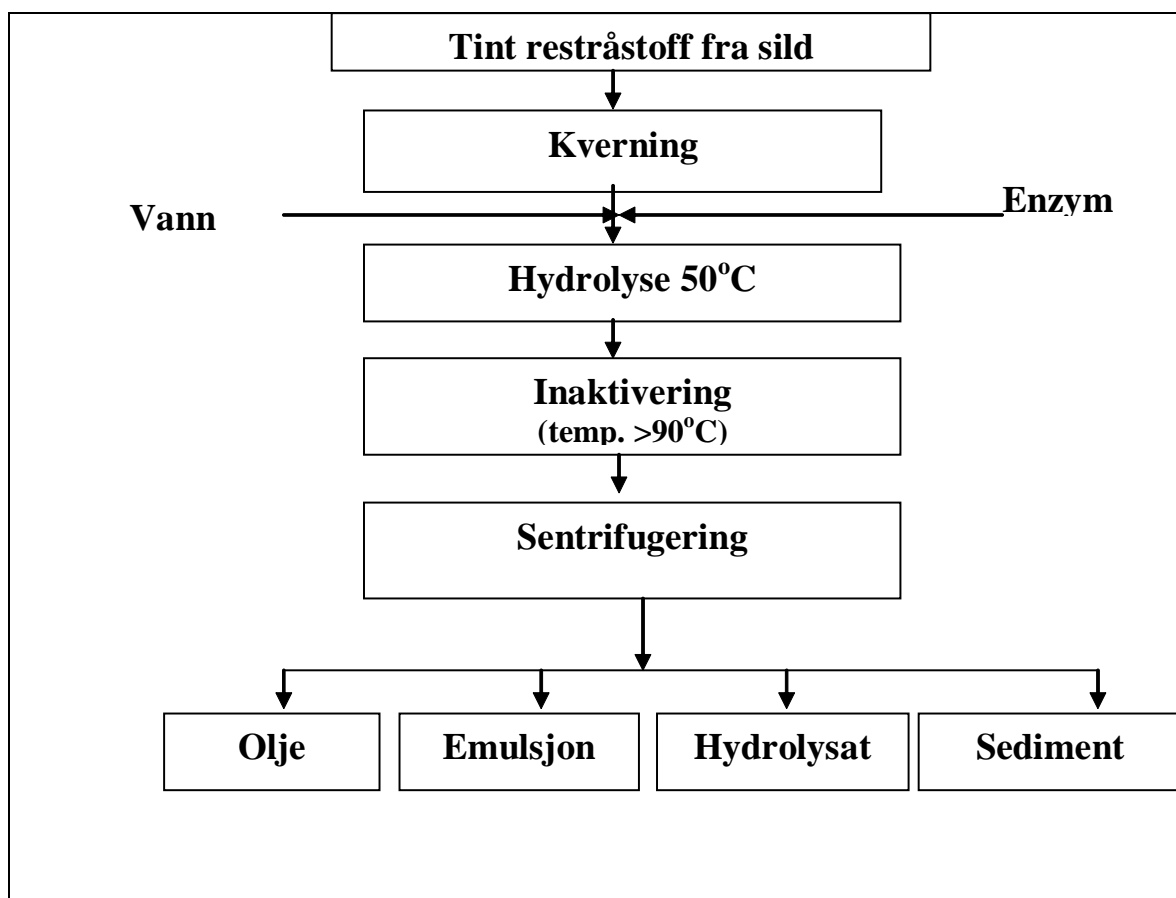 Tint restråstoff fra sild
Kverning
Vann
Enzym
Hydrolyse 50°C
Inaktivering
(temp. >90°C)
Sentrifugering
Olje
Emulsjon
Hydrolysat
Sediment